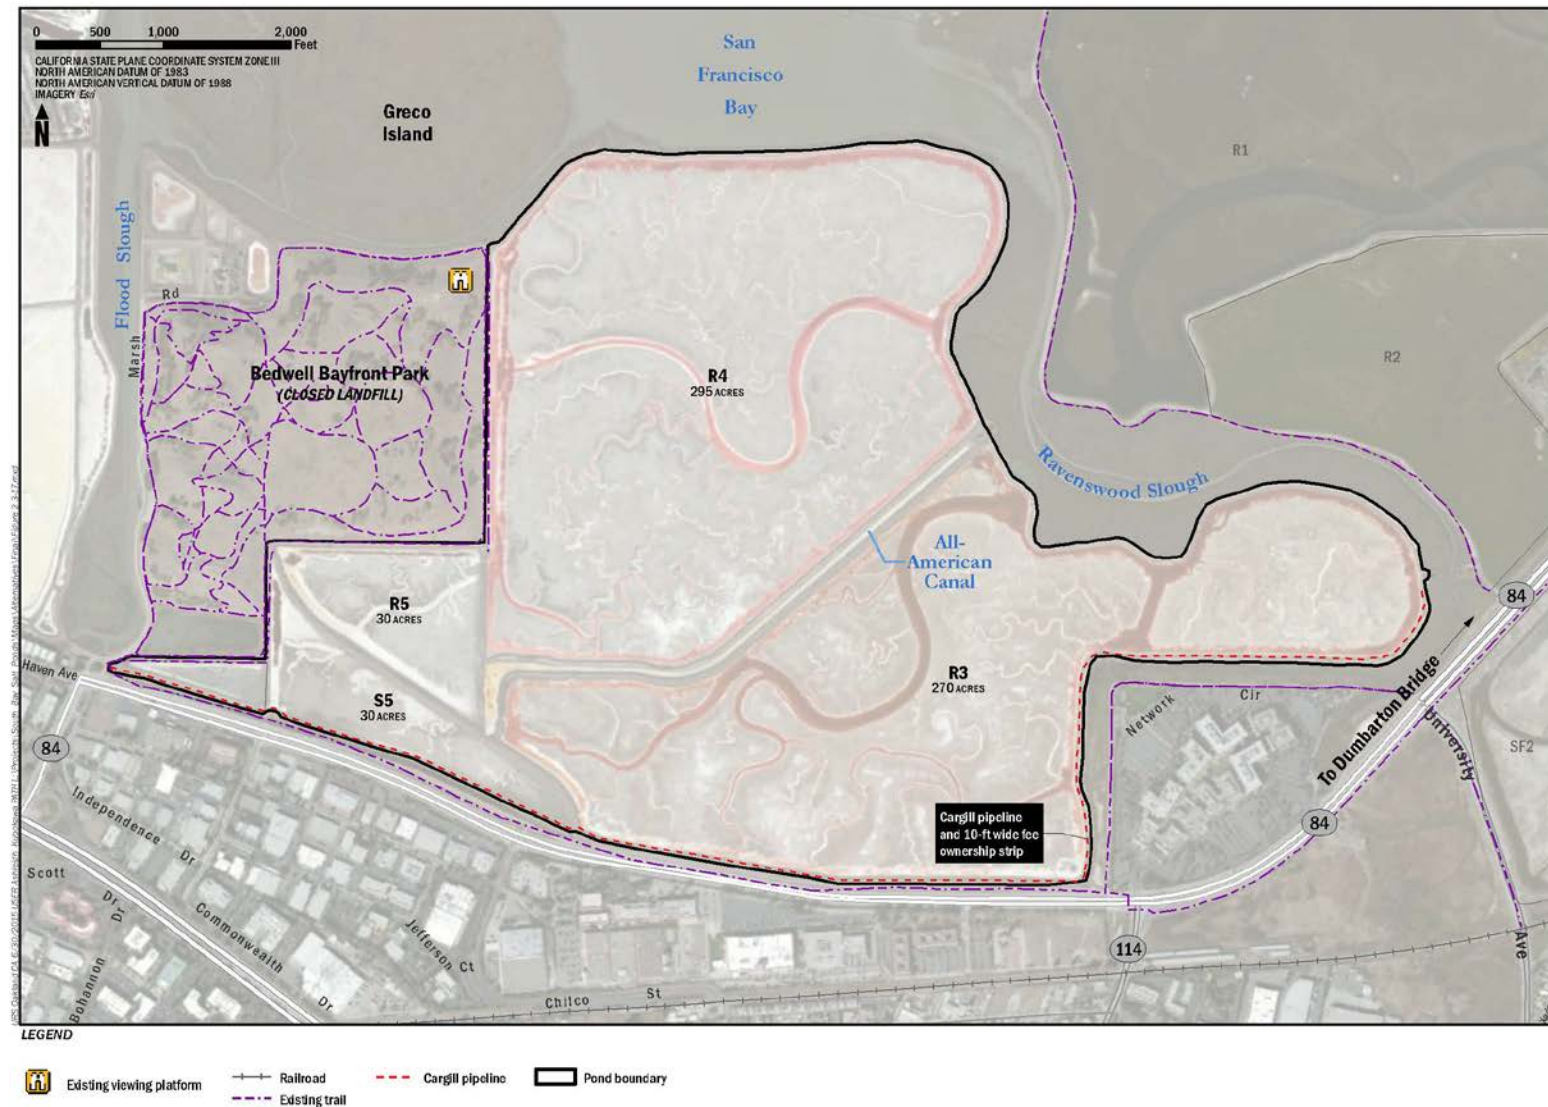 0 500 1,000 2,000
Feet
CALIFORNIA STATE PLANE COORDINATE SYSTEM ZONE III
NORTH AMERICAN DATUM OF 1983
NORTH AMERICAN VERTICAL DATUM OF 1988
IMAGERY Esri
N
San
Francisco
Bay
Greco
Island
R1
Flood Slough
Marsh Rd
R2
Bedwell Bayfront Park
(CLOSED LANDFILL)
R4
295 ACRES
Ravenswood Slough
All-
American
Canal
R5
30 ACRES
84
Haven Ave
S5
30 ACRES
R3
270 ACRES
To Dumbarton Bridge
Network Cir
University
Ave
SF2
84
84
Cargill pipeline
and 10-ft wide fee
ownership strip
Independence Dr
Scott
Dr
Commonwealth
Dr
Jefferson
Ct
Bohannon
Dr
114
Chilco St
LEGEND
Existing viewing platform
Railroad
Cargill pipeline
Pond boundary
Existing trail